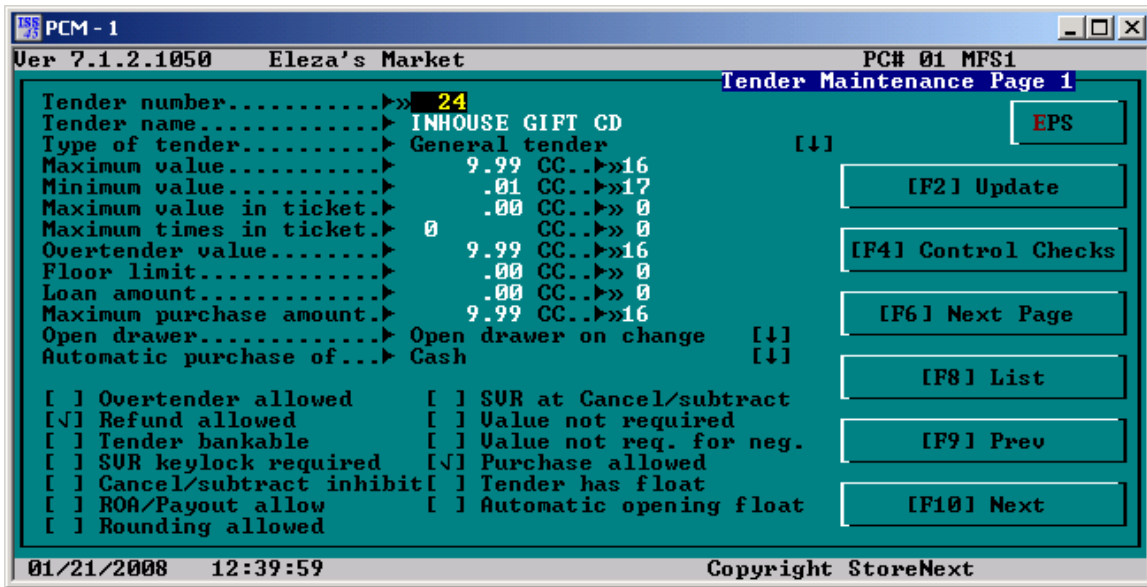 ISS 45 PCM - 1
Ver 7.1.2.1050 Eleza's Market PC# 01 MFS1
Tender Maintenance Page 1
Tender number...........►» 24
Tender name.............► INHOUSE GIFT CD
EPS
Type of tender..........► General tender [↓]
Maximum value...........► 9.99 CC..►»16
Minimum value...........► .01 CC..►»17
[F2] Update
Maximum value in ticket.► .00 CC..►» 0
Maximum times in ticket.► 0 CC..►» 0
Overtender value........► 9.99 CC..►»16
[F4] Control Checks
Floor limit.............► .00 CC..►» 0
Loan amount.............► .00 CC..►» 0
Maximum purchase amount.► 9.99 CC..►»16
[F6] Next Page
Open drawer.............► Open drawer on change [↓]
Automatic purchase of...► Cash [↓]
[F8] List
[ ] Overtender allowed [ ] SVR at Cancel/subtract
[√] Refund allowed [ ] Value not required
[ ] Tender bankable [ ] Value not req. for neg.
[F9] Prev
[ ] SVR keylock required [√] Purchase allowed
[ ] Cancel/subtract inhibit[ ] Tender has float
[ ] ROA/Payout allow [ ] Automatic opening float
[F10] Next
[ ] Rounding allowed
01/21/2008 12:39:59 Copyright StoreNext